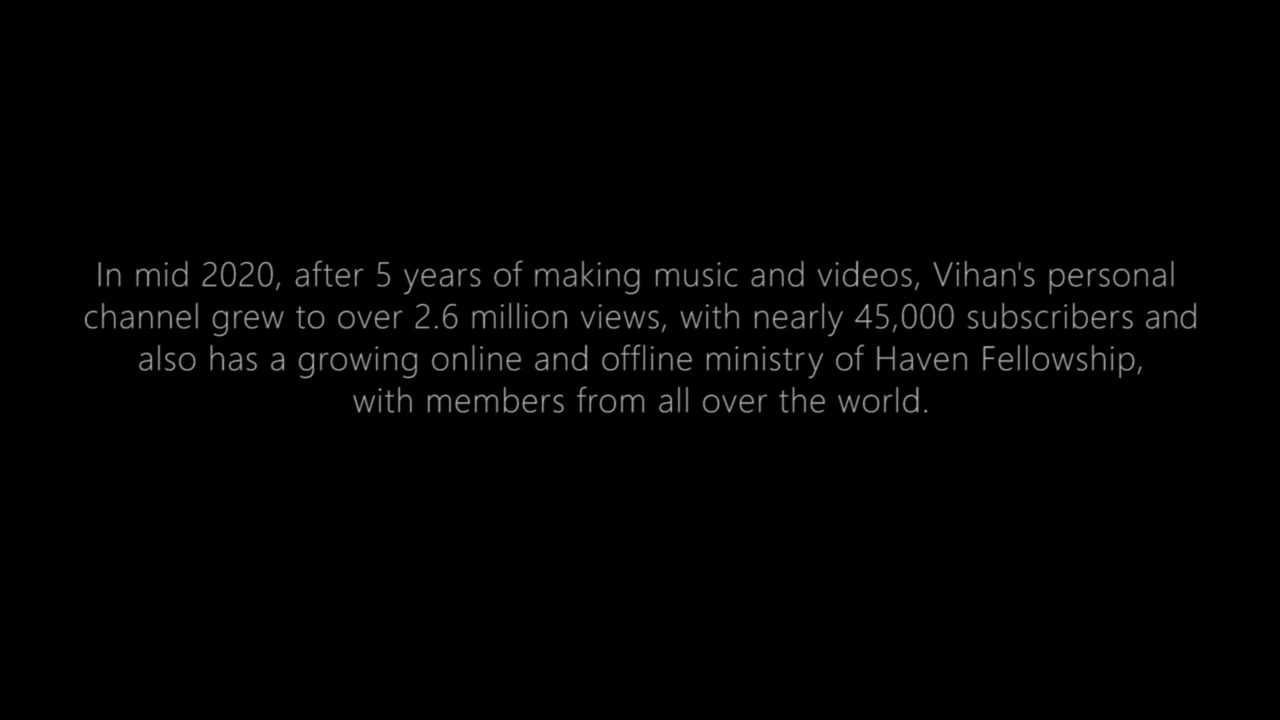 In mid 2020, after 5 years of making music and videos, Vihan's personal
channel grew to over 2.6 million views, with nearly 45,000 subscribers and
also has a growing online and offline ministry of Haven Fellowship,
with members from all over the world.